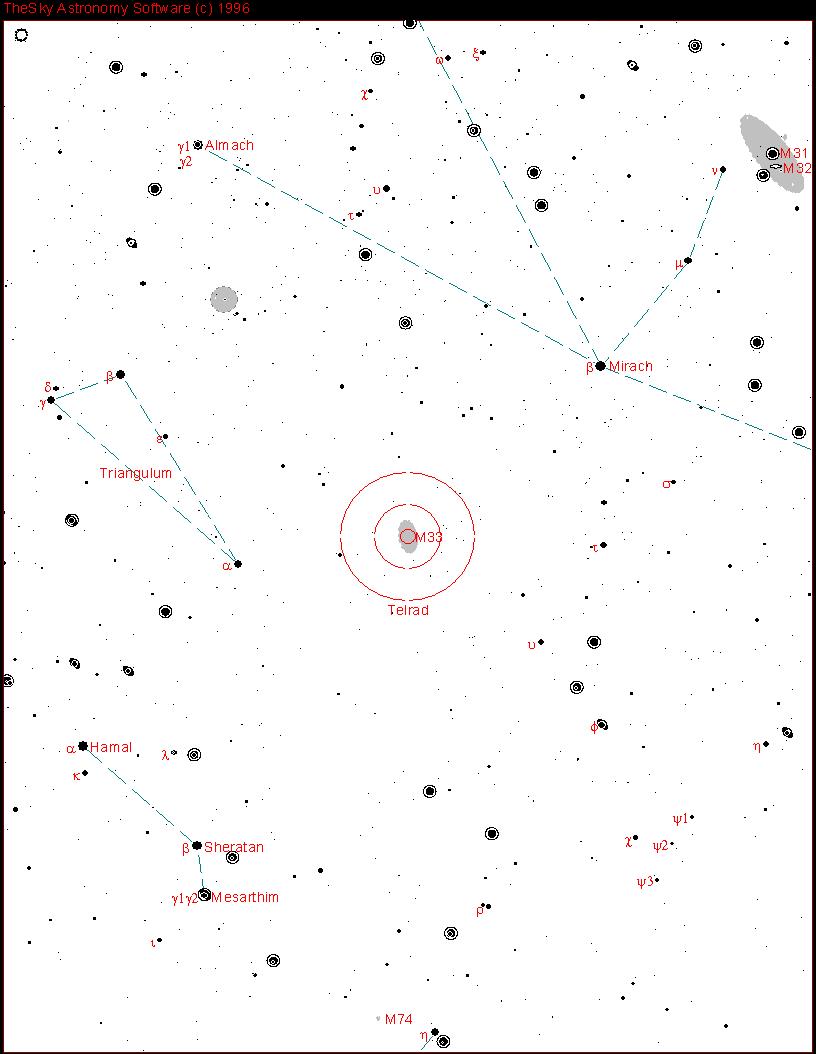 TheSky Astronomy Software (c) 1996
ω ξ
χ
γ1 Almach
γ2
M31
M32
ν
υ
τ
μ
β Mirach
β
δ
γ
ε
Triangulum
σ
M33
τ
α
Telrad
υ
φ
α Hamal
η
λ
κ
ψ1
χ ψ2
β Sheratan
ψ3
γ1γ2 Mesarthim
ρ
ι
M74
η